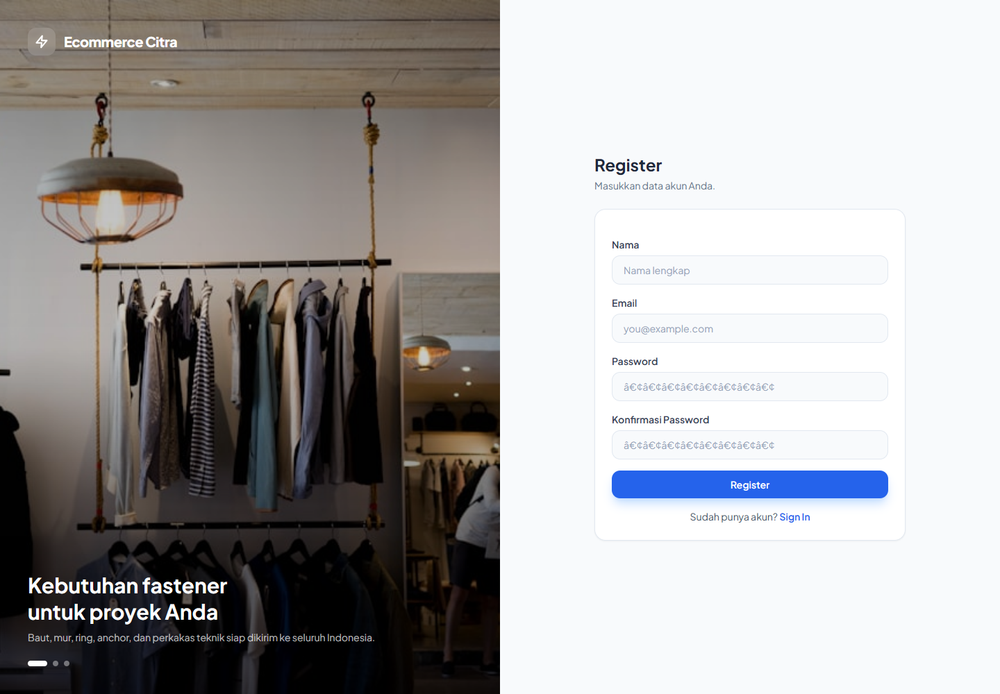 Ecommerce Citra
Kebutuhan fastener
untuk proyek Anda
Baut, mur, ring, anchor, dan perkakas teknik siap dikirim ke seluruh Indonesia.
Register
Masukkan data akun Anda.
Nama
Nama lengkap
Email
you@example.com
Password
â€¢â€¢â€¢â€¢â€¢â€¢â€¢â€¢
Konfirmasi Password
â€¢â€¢â€¢â€¢â€¢â€¢â€¢â€¢
Register
Sudah punya akun? Sign In